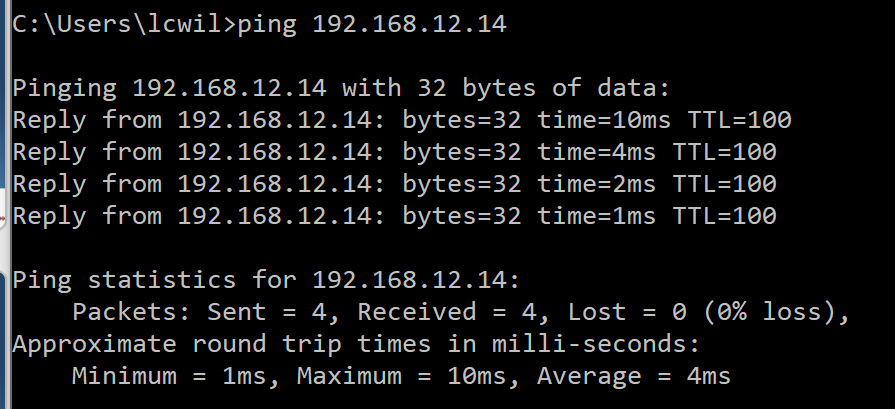 C:\Users\lcwil>ping 192.168.12.14
Pinging 192.168.12.14 with 32 bytes of data:
Reply from 192.168.12.14: bytes=32 time=10ms TTL=100
Reply from 192.168.12.14: bytes=32 time=4ms TTL=100
Reply from 192.168.12.14: bytes=32 time=2ms TTL=100
Reply from 192.168.12.14: bytes=32 time=1ms TTL=100
Ping statistics for 192.168.12.14:
    Packets: Sent = 4, Received = 4, Lost = 0 (0% loss),
Approximate round trip times in milli-seconds:
    Minimum = 1ms, Maximum = 10ms, Average = 4ms